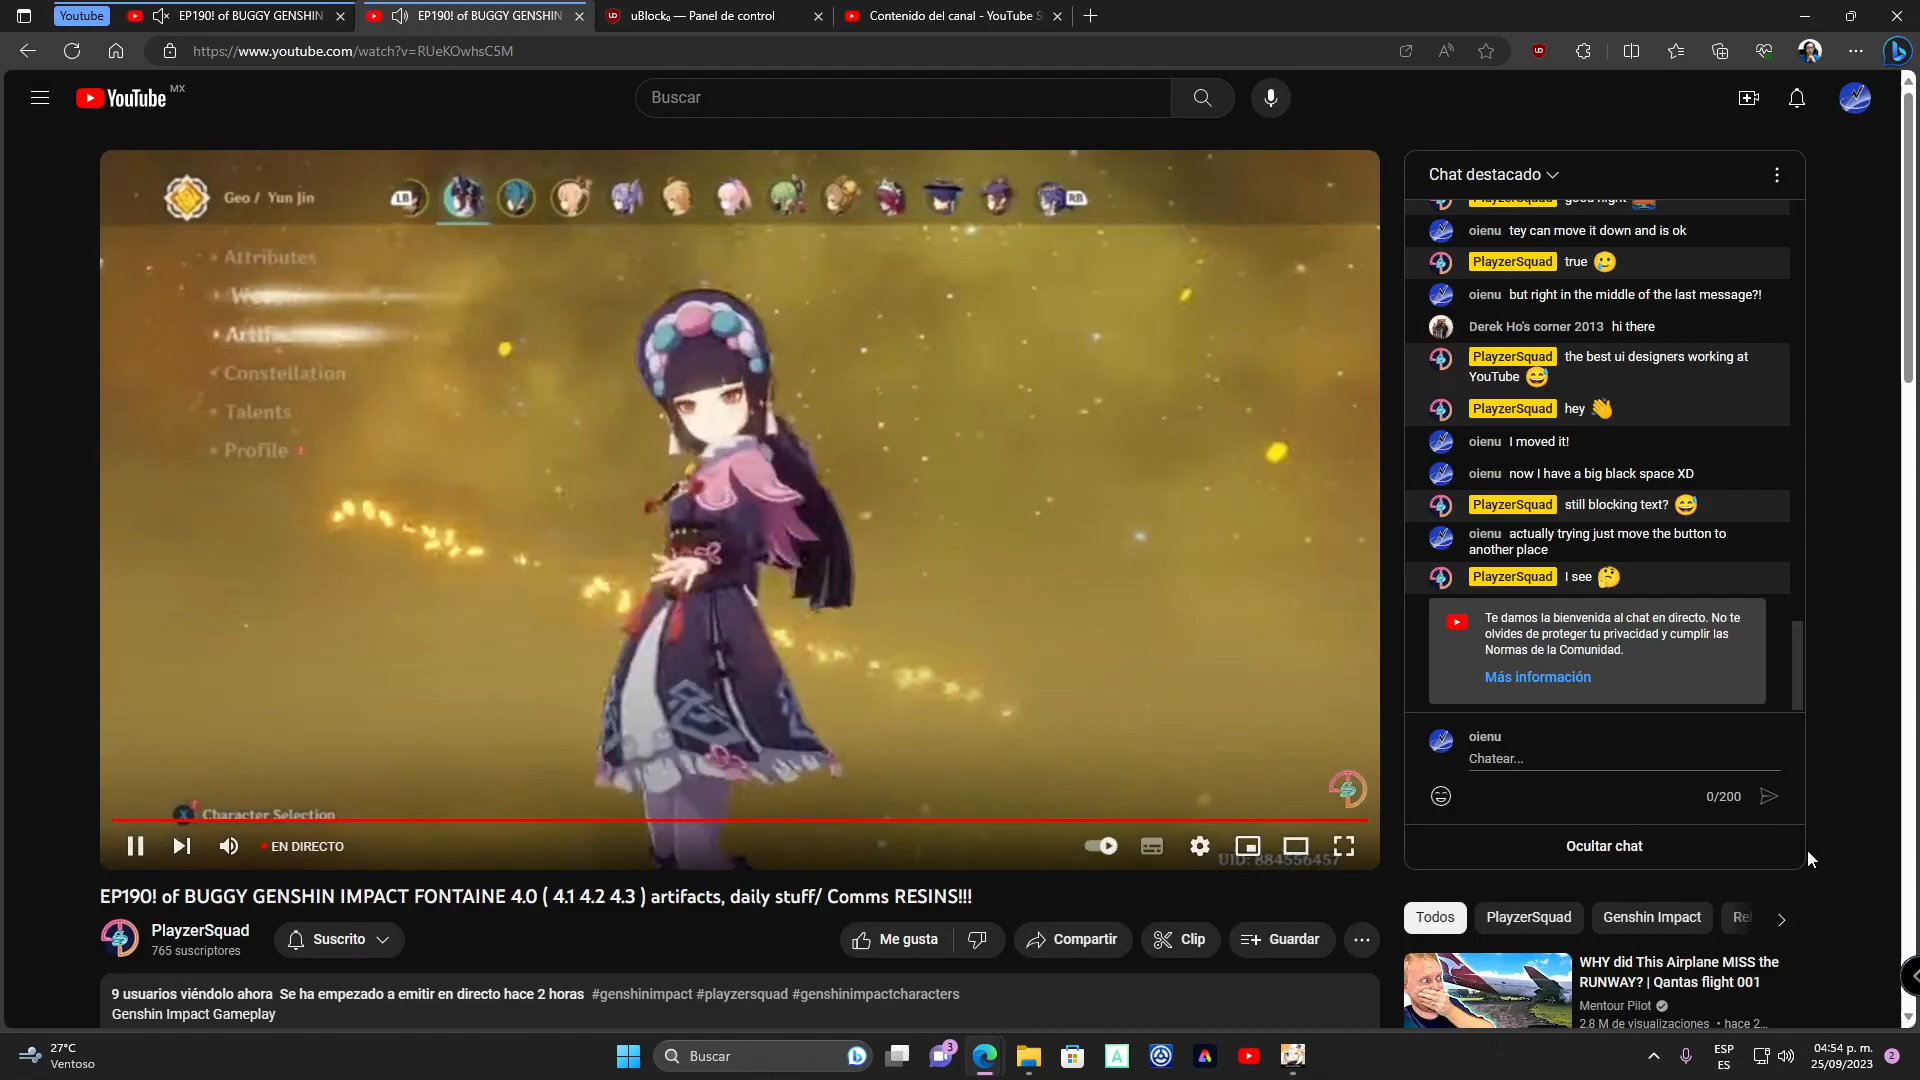 Youtube
EP190! of BUGGY GENSHIN
EP190! of BUGGY GENSHIN
uBlock₀ — Panel de control
Contenido del canal - YouTube S
https://www.youtube.com/watch?v=RUeKOwhsC5M
YouTube MX
Buscar
Geo / Yun Jin
LB
RB
Attributes
Constellation
Talents
Profile
X Character Selection
EN DIRECTO
UID: 884556457
Chat destacado
PlayzerSquad good night
oienu tey can move it down and is ok
PlayzerSquad true 🥲
oienu but right in the middle of the last message?!
Derek Ho's corner 2013 hi there
PlayzerSquad the best ui designers working at
YouTube 😅
PlayzerSquad hey 👋
oienu I moved it!
oienu now I have a big black space XD
PlayzerSquad still blocking text? 😅
oienu actually trying just move the button to
another place
PlayzerSquad I see 🤔
Te damos la bienvenida al chat en directo. No te
olvides de proteger tu privacidad y cumplir las
Normas de la Comunidad.
Más información
oienu
Chatear...
0/200
Ocultar chat
EP190! of BUGGY GENSHIN IMPACT FONTAINE 4.0 ( 4.1 4.2 4.3 ) artifacts, daily stuff/ Comms RESINS!!!
PlayzerSquad
765 suscriptores
Suscrito
Me gusta
Compartir
Clip
Guardar
9 usuarios viéndolo ahora Se ha empezado a emitir en directo hace 2 horas #genshinimpact #playzersquad #genshinimpactcharacters
Genshin Impact Gameplay
Todos
PlayzerSquad
Genshin Impact
Rel
WHY did This Airplane MISS the
RUNWAY? | Qantas flight 001
Mentour Pilot
2.8 M de visualizaciones • hace 2...
27°C
Ventoso
Buscar
3
ESP
ES
04:54 p. m.
25/09/2023
2